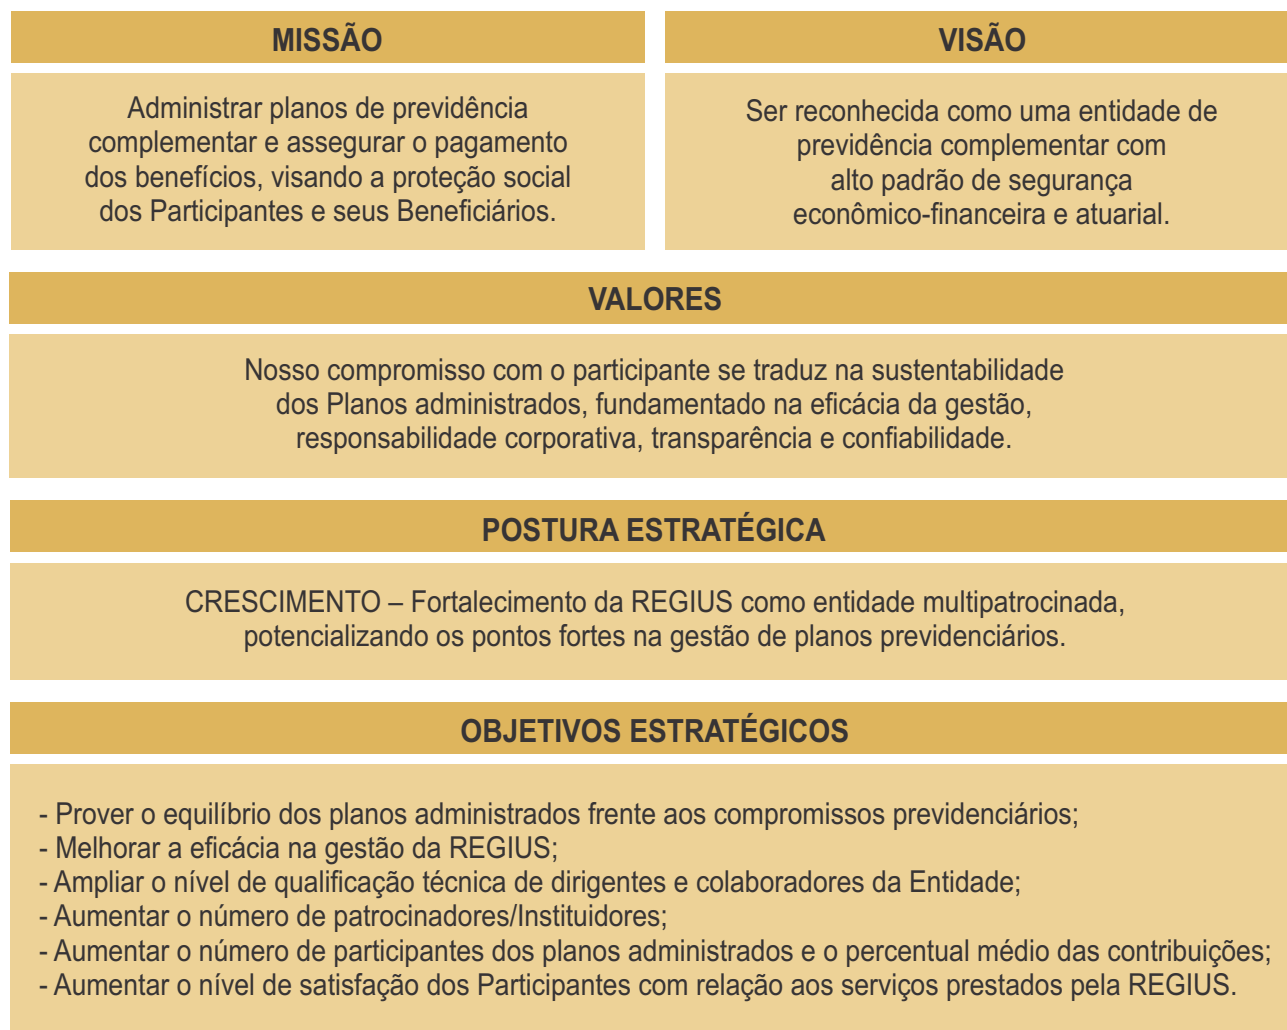 MISSÃO
Administrar planos de previdência
complementar e assegurar o pagamento
dos benefícios, visando a proteção social
dos Participantes e seus Beneficiários.
VISÃO
Ser reconhecida como uma entidade de
previdência complementar com
alto padrão de segurança
econômico-financeira e atuarial.
VALORES
Nosso compromisso com o participante se traduz na sustentabilidade
dos Planos administrados, fundamentado na eficácia da gestão,
responsabilidade corporativa, transparência e confiabilidade.
POSTURA ESTRATÉGICA
CRESCIMENTO – Fortalecimento da REGIUS como entidade multipatrocinada,
potencializando os pontos fortes na gestão de planos previdenciários.
OBJETIVOS ESTRATÉGICOS
- Prover o equilíbrio dos planos administrados frente aos compromissos previdenciários;
- Melhorar a eficácia na gestão da REGIUS;
- Ampliar o nível de qualificação técnica de dirigentes e colaboradores da Entidade;
- Aumentar o número de patrocinadores/Instituidores;
- Aumentar o número de participantes dos planos administrados e o percentual médio das contribuições;
- Aumentar o nível de satisfação dos Participantes com relação aos serviços prestados pela REGIUS.